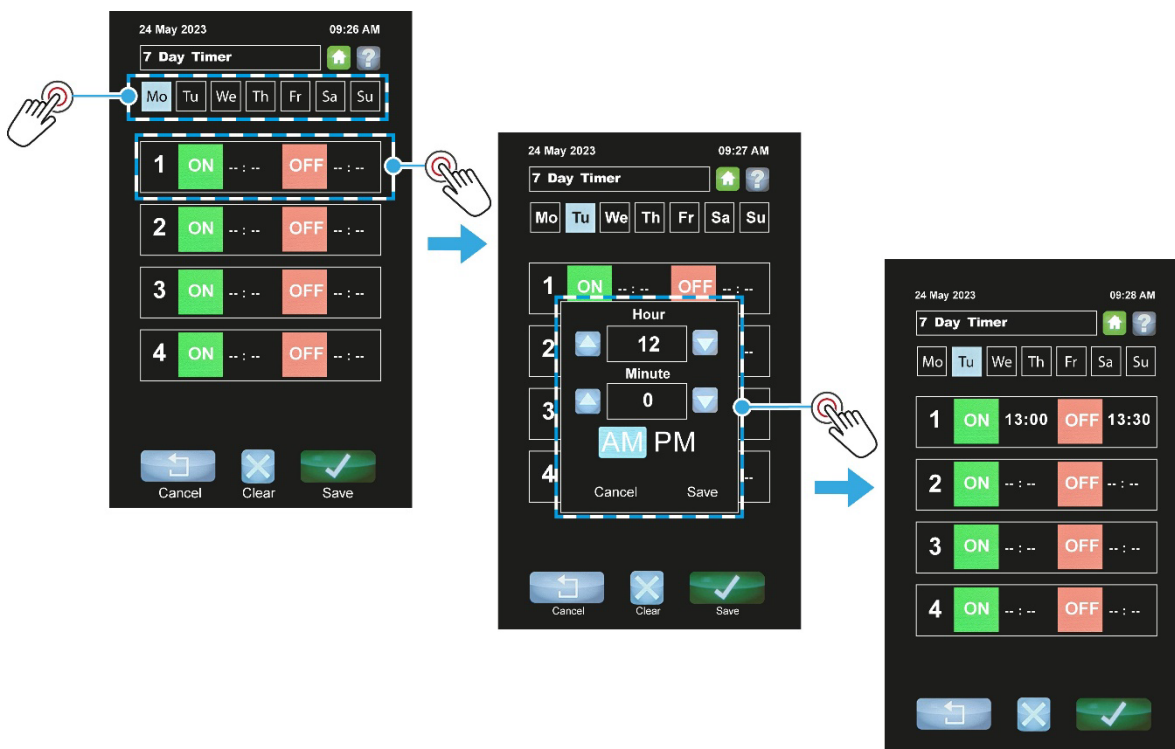 24 May 2023 09:26 AM
7 Day Timer ?
Mo Tu We Th Fr Sa Su
1 ON --:-- OFF --:--
2 ON --:-- OFF --:--
3 ON --:-- OFF --:--
4 ON --:-- OFF --:--
Cancel Clear Save
24 May 2023 09:27 AM
7 Day Timer ?
Mo Tu We Th Fr Sa Su
1 ON --:-- OFF --:--
Hour
2 12 --
Minute
3 0 --
AM PM
4 --
Cancel Save
Cancel Clear Save
24 May 2023 09:28 AM
7 Day Timer ?
Mo Tu We Th Fr Sa Su
1 ON 13:00 OFF 13:30
2 ON --:-- OFF --:--
3 ON --:-- OFF --:--
4 ON --:-- OFF --:--